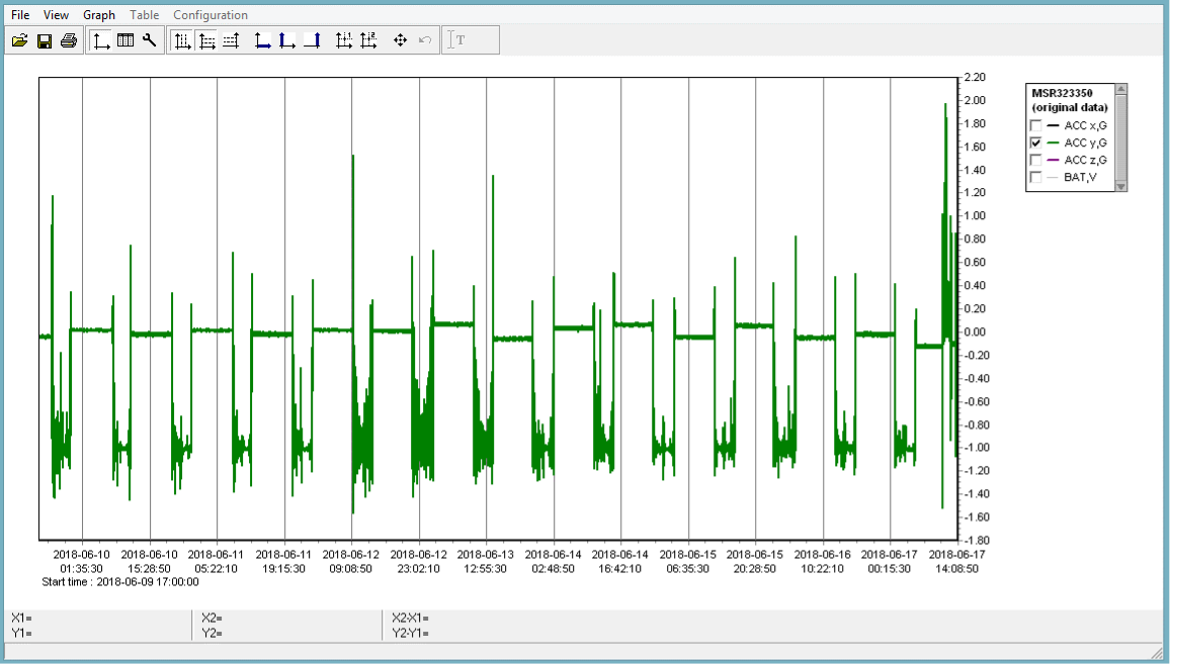 File View Graph Table Configuration
T
2.20
2.00
1.80
1.60
1.40
1.20
1.00
0.80
0.60
0.40
0.20
0.00
-0.20
-0.40
-0.60
-0.80
-1.00
-1.20
-1.40
-1.60
-1.80
MSR323350
(original data)
ACC x,G
ACC y,G
ACC z,G
BAT,V
2018-06-10 2018-06-10 2018-06-11 2018-06-11 2018-06-12 2018-06-12 2018-06-13 2018-06-14 2018-06-14 2018-06-15 2018-06-15 2018-06-16 2018-06-17 2018-06-17
01:35:30 15:28:50 05:22:10 19:15:30 09:08:50 23:02:10 12:55:30 02:48:50 16:42:10 06:35:30 20:28:50 10:22:10 00:15:30 14:08:50
Start time : 2018-06-09 17:00:00
X1= X2= X2-X1=
Y1= Y2= Y2-Y1=